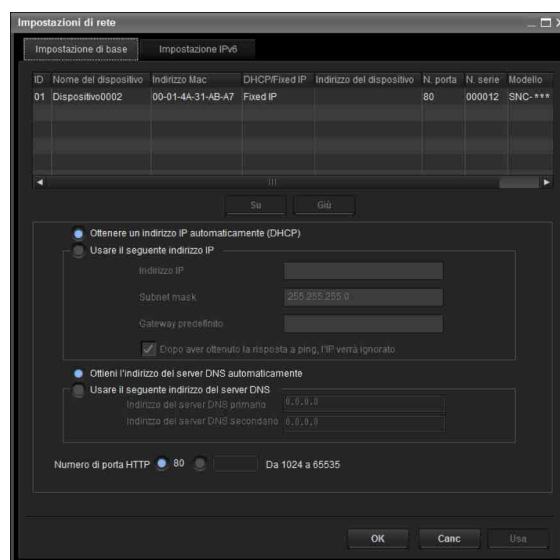 Impostazioni di rete
Impostazione di base Impostazione IPv6
ID Nome del dispositivo Indirizzo Mac DHCP/Fixed IP Indirizzo del dispositivo N. porta N. serie Modello
01 Dispositivo0002 00-01-4A-31-AB-A7 Fixed IP 80 000012 SNC-***
Su Giù
Ottenere un indirizzo IP automaticamente (DHCP)
Usare il seguente indirizzo IP
Indirizzo IP
Subnet mask 255.255.255.0
Gateway predefinito
Dopo aver ottenuto la risposta a ping, l'IP verrà ignorato
Ottieni l'indirizzo del server DNS automaticamente
Usare il seguente indirizzo del server DNS
Indirizzo del server DNS primario 0.0.0.0
Indirizzo del server DNS secondario 0.0.0.0
Numero di porta HTTP 80 Da 1024 a 65535
OK Canc Usa